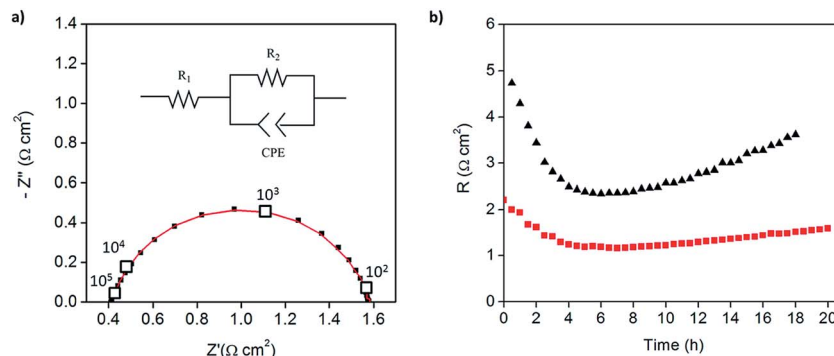 a)
1.4
1.2
1.0
0.8
0.6
0.4
0.2
0.0
- Z'' (Ω cm²)
R₁
R₂
CPE
10⁵
10⁴
10³
10²
0.4 0.6 0.8 1.0 1.2 1.4 1.6
Z'(Ω cm²)
b)
6
5
4
3
2
1
0
R (Ω cm²)
0 2 4 6 8 10 12 14 16 18 20
Time (h)